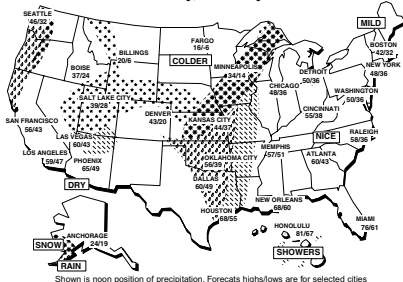 SEATTLE
46/32
FARGO
16/-6
MILD
BOSTON
42/32
BILLINGS
20/6
COLDER
MINNEAPOLIS
34/14
DETROIT
50/36
NEW YORK
48/36
BOISE
37/24
CHICAGO
48/36
WASHINGTON
50/36
SALT LAKE CITY
39/28
DENVER
43/20
KANSAS CITY
44/37
CINCINNATI
55/38
SAN FRANCISCO
56/43
LAS VEGAS
60/43
NICE
RALEIGH
58/36
LOS ANGELES
59/47
PHOENIX
65/49
OKLAHOMA CITY
56/39
MEMPHIS
57/51
ATLANTA
60/43
DRY
DALLAS
60/49
HOUSTON
68/55
NEW ORLEANS
68/60
MIAMI
76/61
ANCHORAGE
24/19
SNOW
RAIN
HONOLULU
81/67
SHOWERS
Shown is noon position of precipitation. Forecats highs/lows are for selected cities